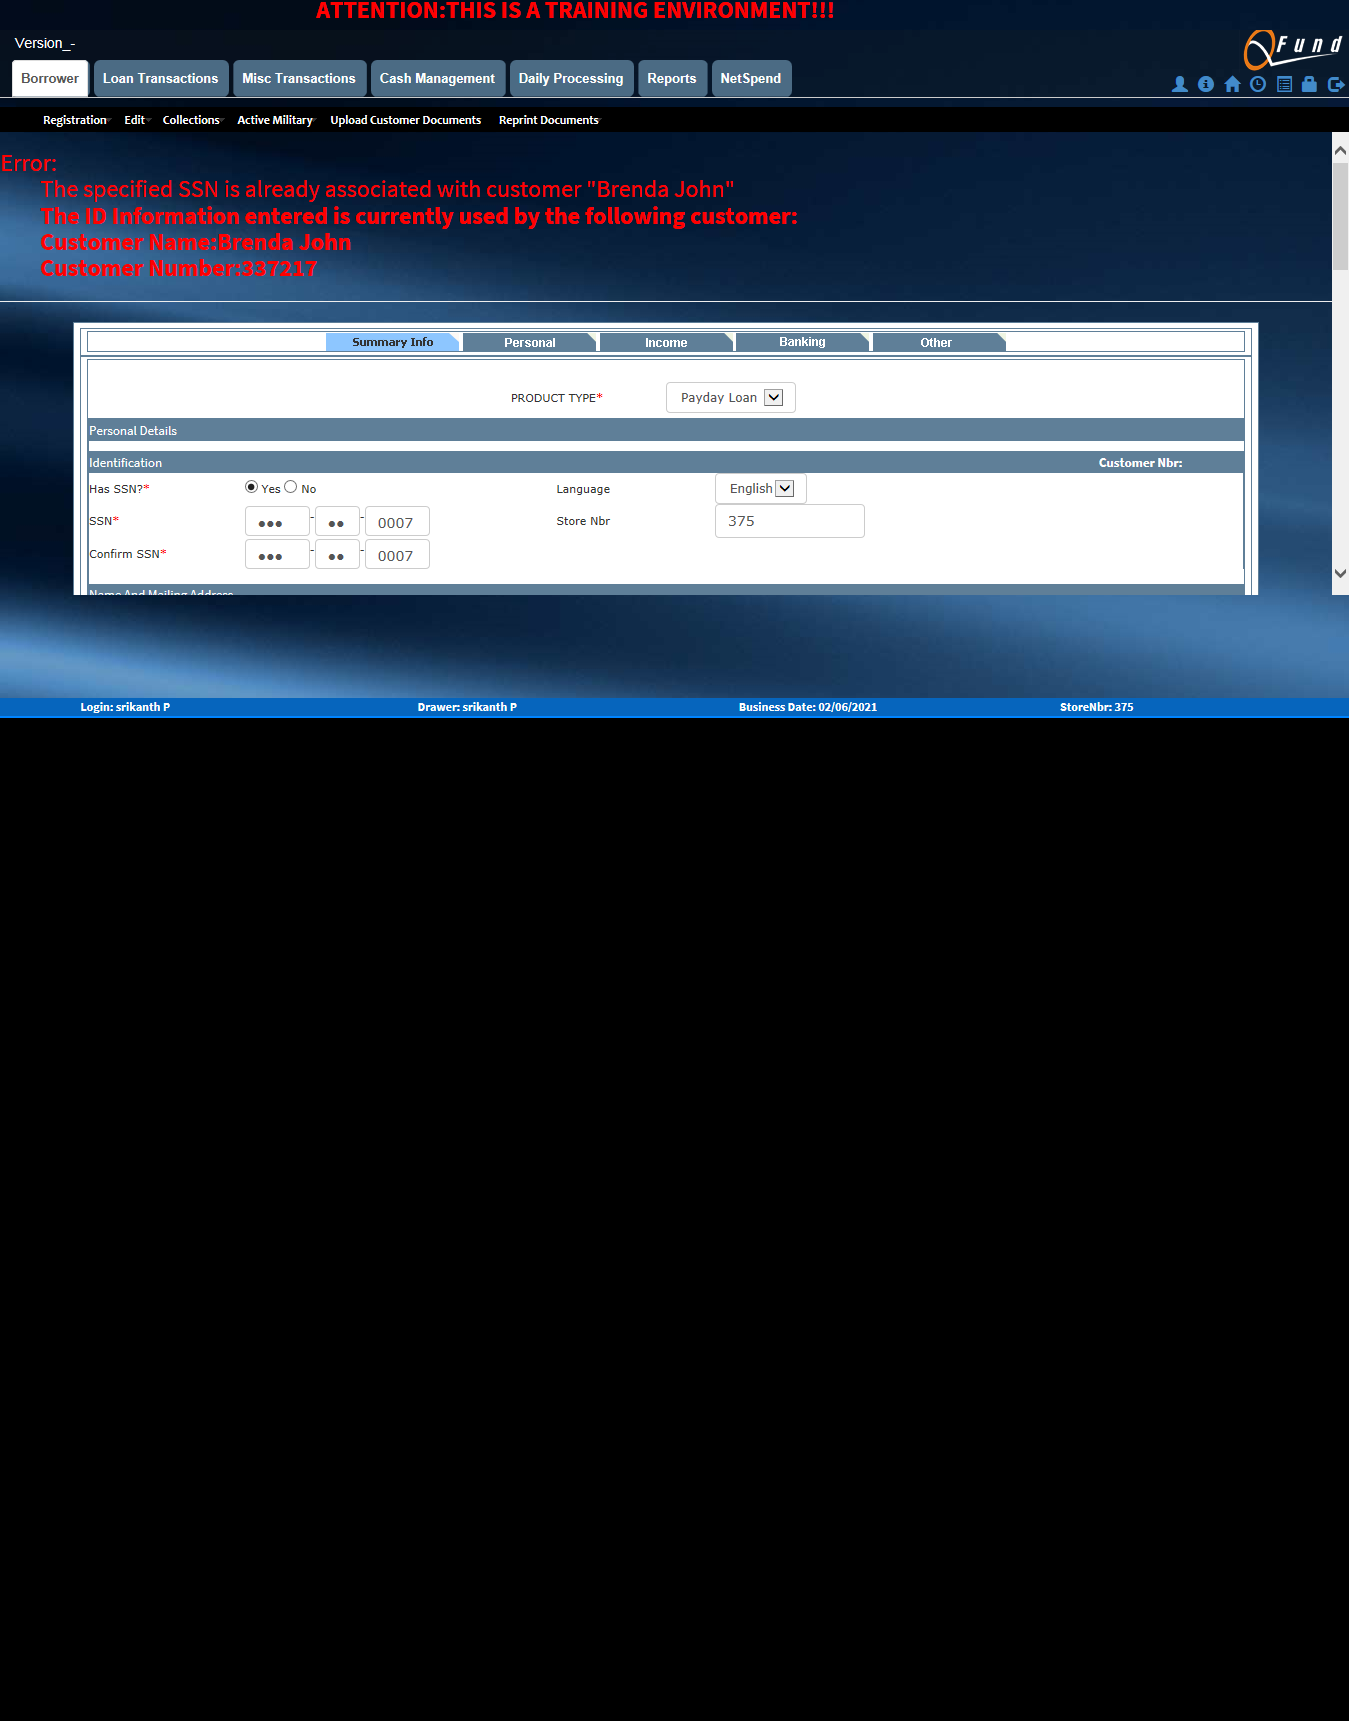 ATTENTION:THIS IS A TRAINING ENVIRONMENT!!!
Version_-
QFund
Borrower Loan Transactions Misc Transactions Cash Management Daily Processing Reports NetSpend
Registration Edit Collections Active Military Upload Customer Documents Reprint Documents
Error:
The specified SSN is already associated with customer "Brenda John"
The ID Information entered is currently used by the following customer:
Customer Name:Brenda John
Customer Number:337217
Summary Info Personal Income Banking Other
PRODUCT TYPE* Payday Loan
Personal Details
Identification Customer Nbr:
Has SSN?* Yes No Language English
SSN* ●●● - ●● - 0007 Store Nbr 375
Confirm SSN* ●●● - ●● - 0007
Name And Mailing Address
Login: srikanth P Drawer: srikanth P Business Date: 02/06/2021 StoreNbr: 375